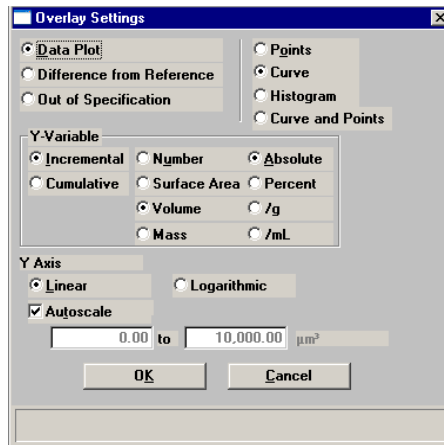 Overlay Settings
Data Plot
Difference from Reference
Out of Specification
Points
Curve
Histogram
Curve and Points
Y-Variable
Incremental
Cumulative
Number
Surface Area
Volume
Mass
Absolute
Percent
/g
/mL
Y Axis
Linear
Logarithmic
Autoscale
0.00 to 10,000.00 µm³
OK
Cancel